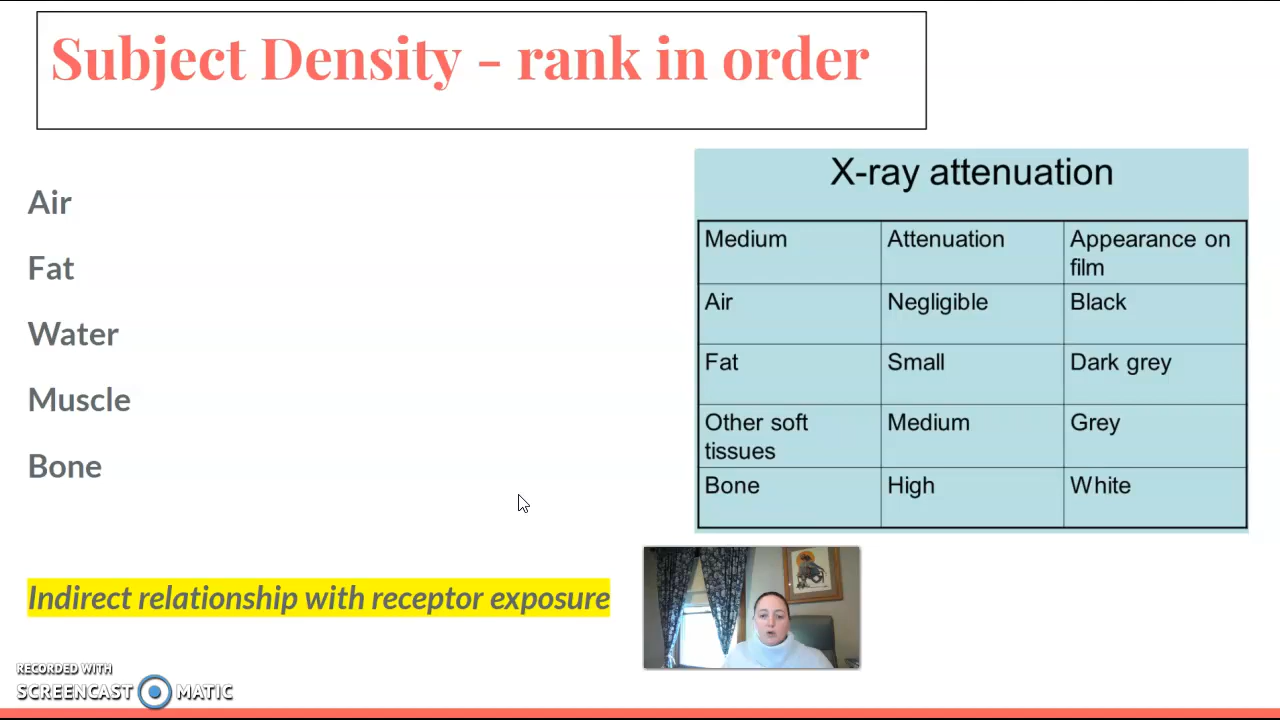 Subject Density - rank in order
Air
Fat
Water
Muscle
Bone
Indirect relationship with receptor exposure
X-ray attenuation
Medium Attenuation Appearance on
film
Air Negligible Black
Fat Small Dark grey
Other soft Medium Grey
tissues
Bone High White
RECORDED WITH
SCREENCAST MATIC